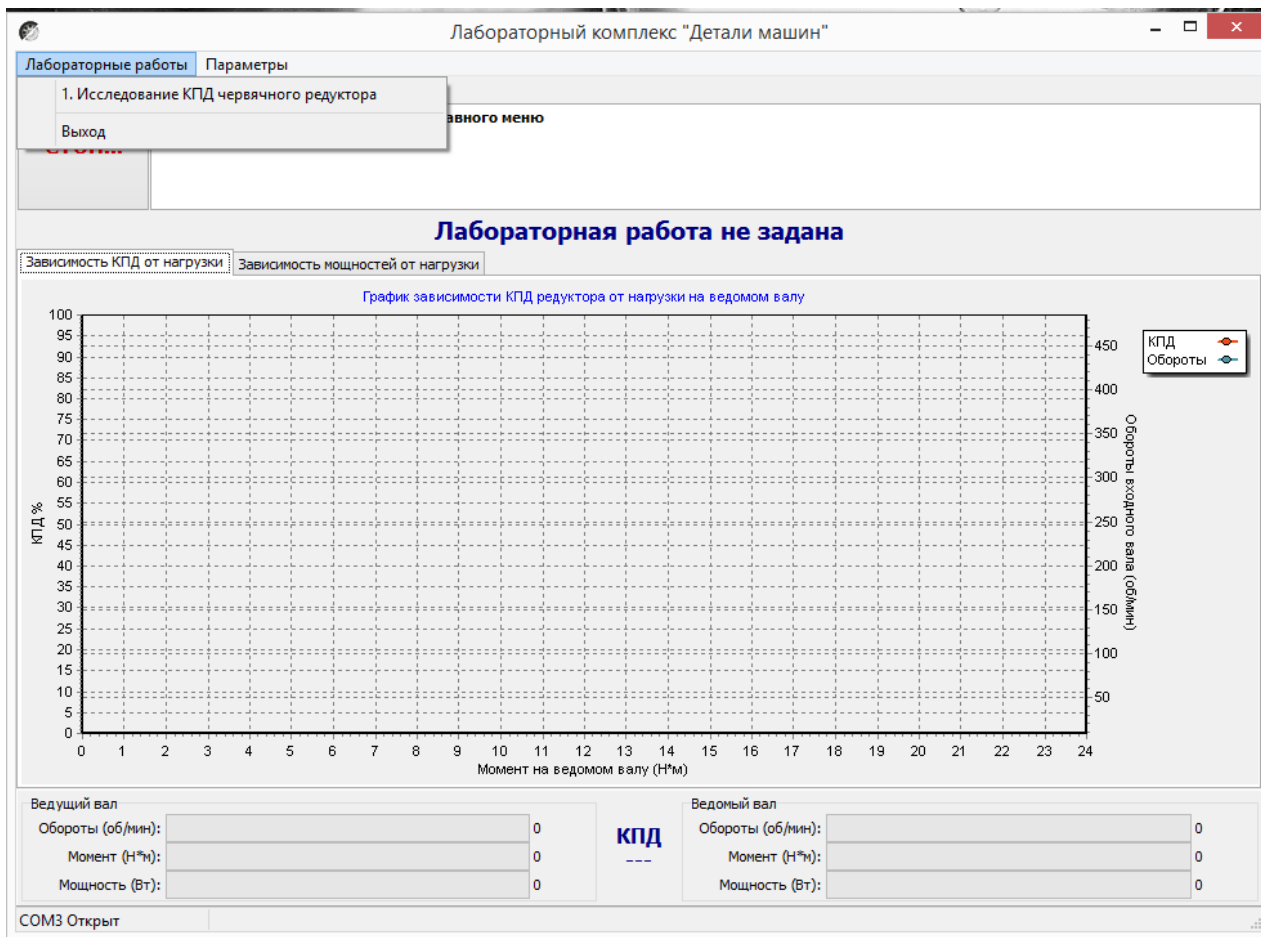 Лабораторный комплекс "Детали машин"
Лабораторные работы Параметры
1. Исследование КПД червячного редуктора
Выход
авного меню
Лабораторная работа не задана
Зависимость КПД от нагрузки Зависимость мощностей от нагрузки
График зависимости КПД редуктора от нагрузки на ведомом валу
КПД %
100
95
90
85
80
75
70
65
60
55
50
45
40
35
30
25
20
15
10
5
0
0 1 2 3 4 5 6 7 8 9 10 11 12 13 14 15 16 17 18 19 20 21 22 23 24
Момент на ведомом валу (Н*м)
450
400
350
300
250
200
150
100
50
Обороты входного вала (об/мин)
КПД
Обороты
Ведущий вал
Обороты (об/мин): 0
Момент (Н*м): 0
Мощность (Вт): 0
КПД
---
Ведомый вал
Обороты (об/мин): 0
Момент (Н*м): 0
Мощность (Вт): 0
COM3 Открыт